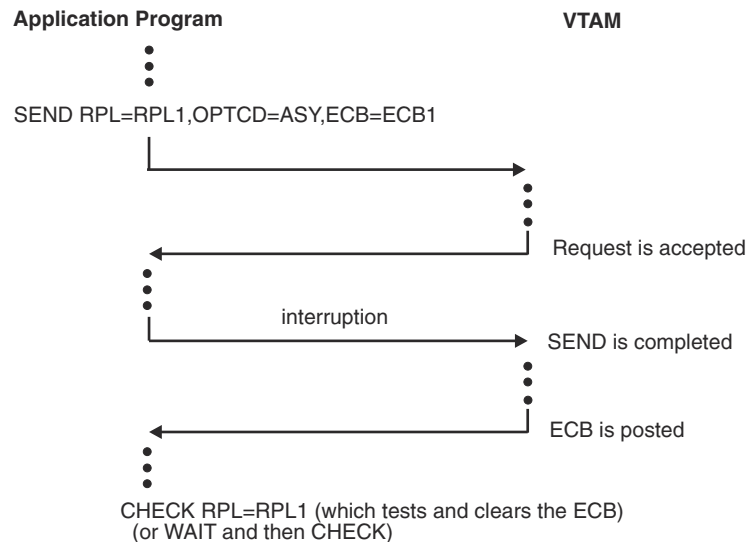 Application Program
VTAM
SEND RPL=RPL1,OPTCD=ASY,ECB=ECB1
Request is accepted
interruption
SEND is completed
ECB is posted
CHECK RPL=RPL1 (which tests and clears the ECB)
(or WAIT and then CHECK)